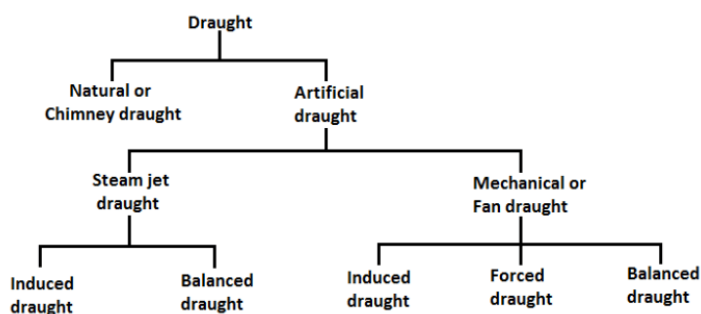 Draught
Natural or
Chimney draught
Artificial
draught
Steam jet
draught
Mechanical or
Fan draught
Induced
draught
Balanced
draught
Induced
draught
Forced
draught
Balanced
draught